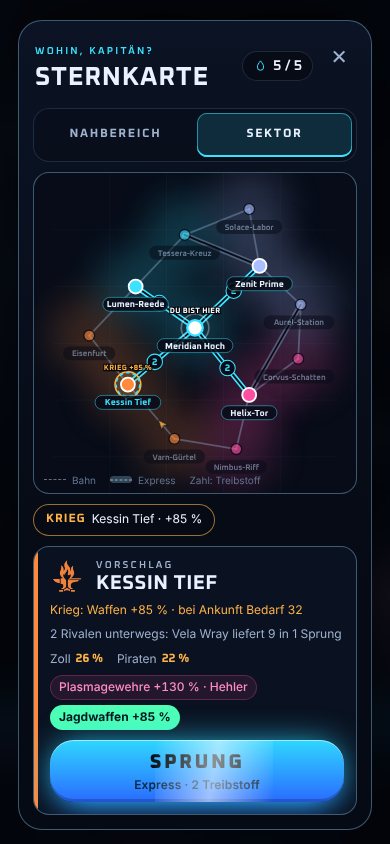 WOHIN, KAPITÄN?
STERNKARTE
5 / 5
NAHBEREICH
SEKTOR
Solace-Labor
Tessera-Kreuz
Zenit Prime
2
Lumen-Reede
DU BIST HIER
Aurel-Station
Meridian Hoch
Eisenfurt
KRIEG +85 %
2
2
Corvus-Schatten
Kessin Tief
Helix-Tor
Varn-Gürtel
Nimbus-Riff
Bahn
Express
Zahl: Treibstoff
KRIEG Kessin Tief · +85 %
VORSCHLAG
KESSIN TIEF
Krieg: Waffen +85 % · bei Ankunft Bedarf 32
2 Rivalen unterwegs: Vela Wray liefert 9 in 1 Sprung
Zoll 26 % Piraten 22 %
Plasmagewehre +130 % · Hehler
Jagdwaffen +85 %
SPRUNG
Express · 2 Treibstoff